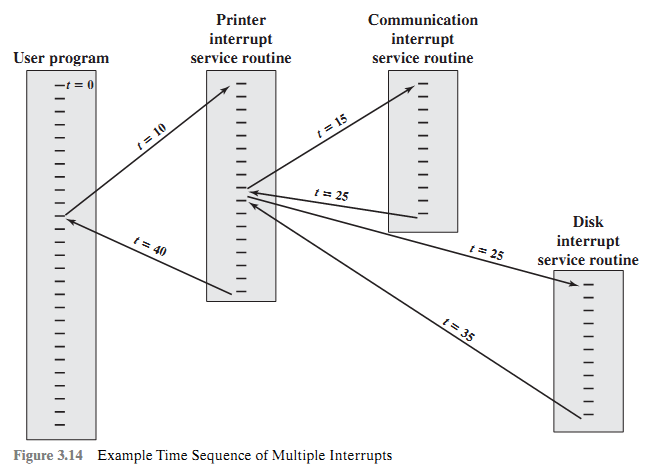 User program
Printer
interrupt
service routine
Communication
interrupt
service routine
t = 0
t = 10
t = 15
t = 25
t = 40
t = 25
Disk
interrupt
service routine
t = 35
Figure 3.14 Example Time Sequence of Multiple Interrupts